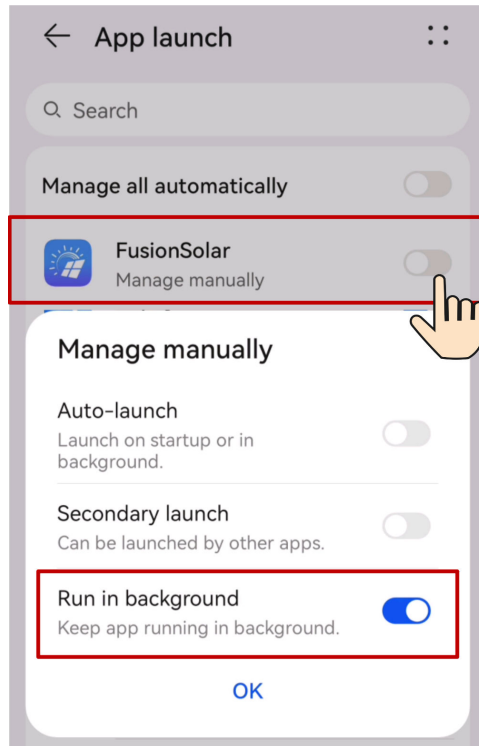 App launch
Search
Manage all automatically
FusionSolar
Manage manually
Manage manually
Auto-launch
Launch on startup or in
background.
Secondary launch
Can be launched by other apps.
Run in background
Keep app running in background.
OK